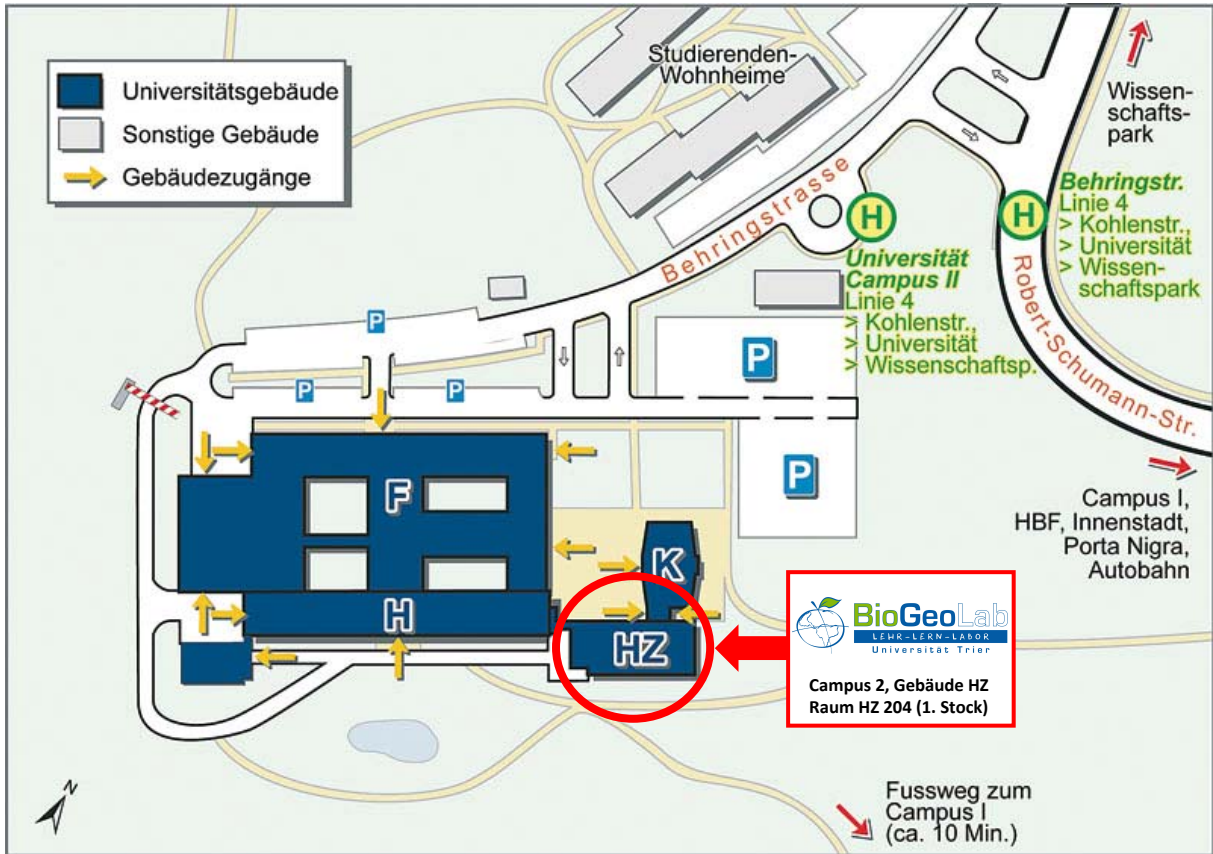 Universitätsgebäude
Sonstige Gebäude
Gebäudezugänge
Studierenden-
Wohnheime
Wissen-
schafts-
park
Behringstrasse
H
Universität
Campus II
Linie 4
> Kohlenstr.,
> Universität
> Wissenschaftsp.
H
Behringstr.
Linie 4
> Kohlenstr.,
> Universität
> Wissen-
schaftspark
Robert-Schumann-Str.
P
P
P
P
P
Campus I,
HBF, Innenstadt,
Porta Nigra,
Autobahn
F
K
H
HZ
BioGeoLab
LEHR-LERN-LABOR
Universität Trier
Campus 2, Gebäude HZ
Raum HZ 204 (1. Stock)
N
Fussweg zum
Campus I
(ca. 10 Min.)